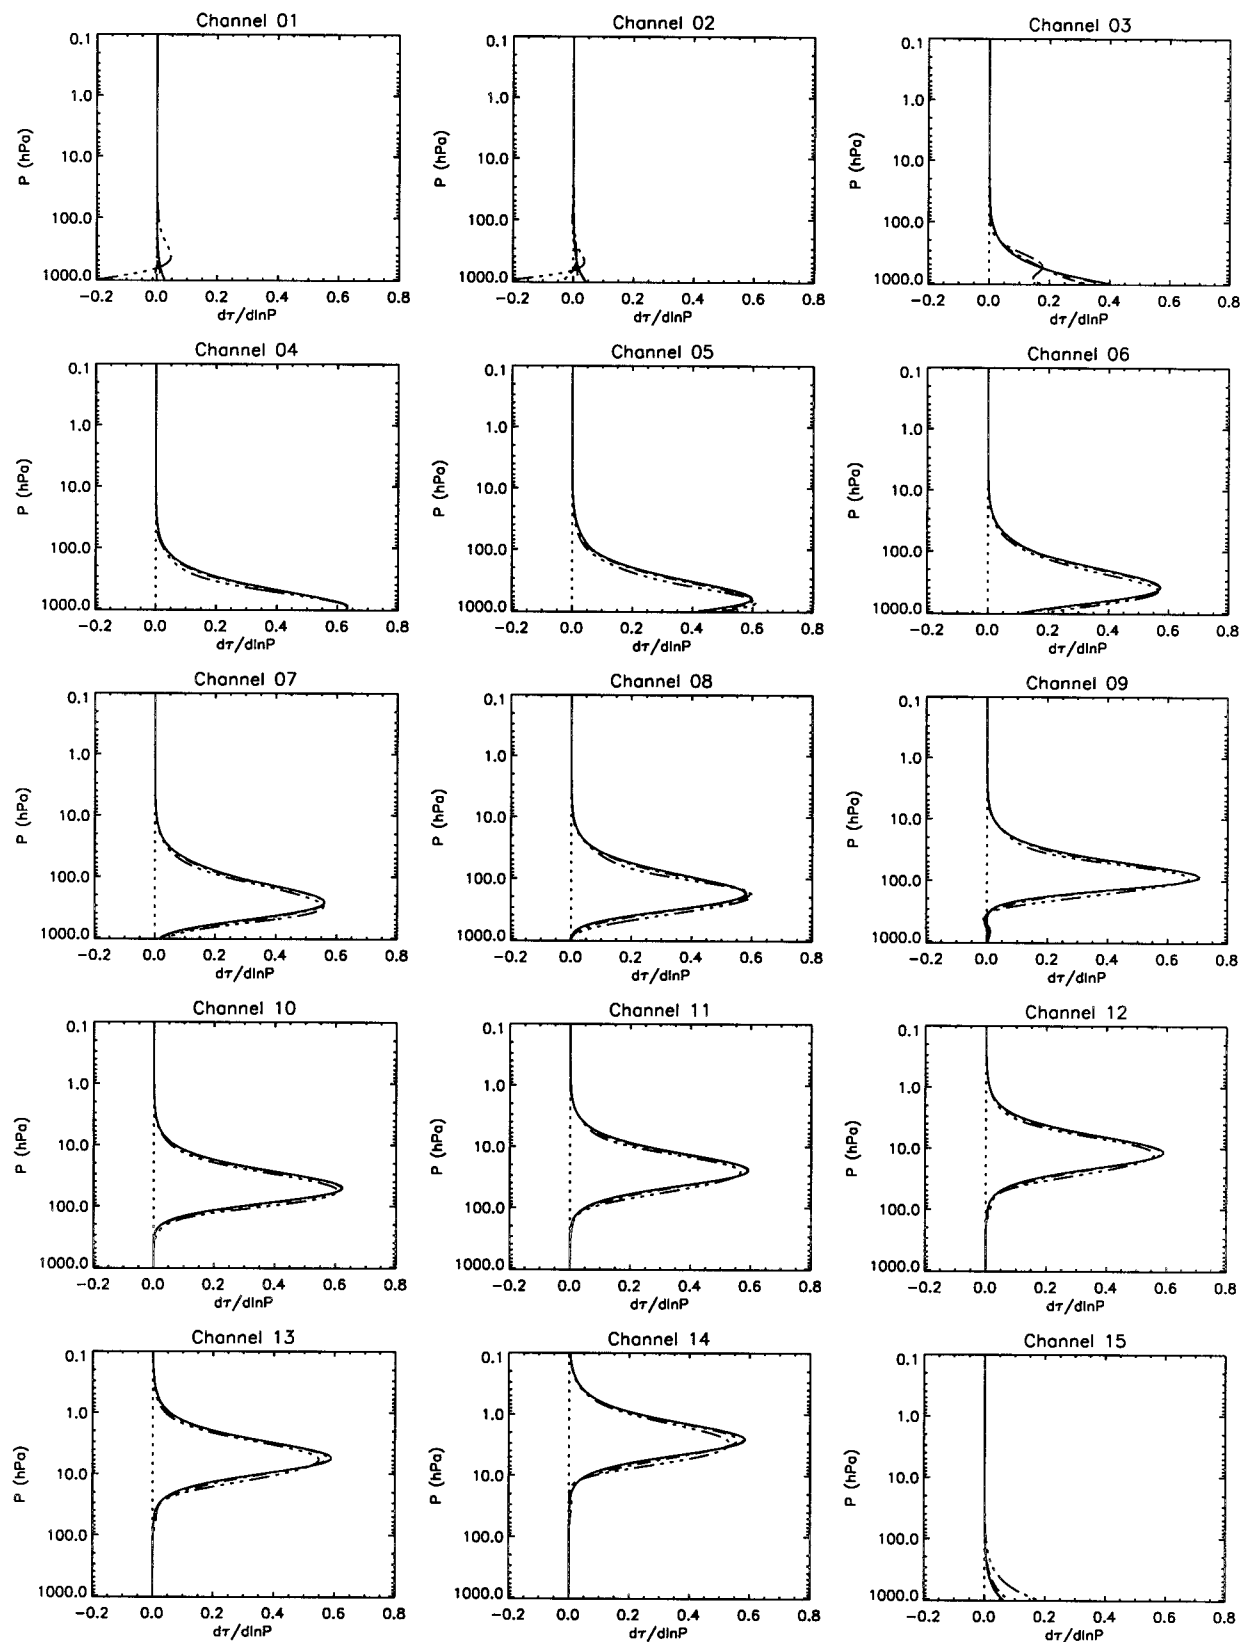 Channel 01
Channel 02
Channel 03
0.1
1.0
10.0
100.0
1000.0
P (hPa)
−0.2 0.0 0.2 0.4 0.6 0.8
dτ/dlnP
0.1
1.0
10.0
100.0
1000.0
P (hPa)
−0.2 0.0 0.2 0.4 0.6 0.8
dτ/dlnP
0.1
1.0
10.0
100.0
1000.0
P (hPa)
−0.2 0.0 0.2 0.4 0.6 0.8
dτ/dlnP
Channel 04
Channel 05
Channel 06
0.1
1.0
10.0
100.0
1000.0
P (hPa)
−0.2 0.0 0.2 0.4 0.6 0.8
dτ/dlnP
0.1
1.0
10.0
100.0
1000.0
P (hPa)
−0.2 0.0 0.2 0.4 0.6 0.8
dτ/dlnP
0.1
1.0
10.0
100.0
1000.0
P (hPa)
−0.2 0.0 0.2 0.4 0.6 0.8
dτ/dlnP
Channel 07
Channel 08
Channel 09
0.1
1.0
10.0
100.0
1000.0
P (hPa)
−0.2 0.0 0.2 0.4 0.6 0.8
dτ/dlnP
0.1
1.0
10.0
100.0
1000.0
P (hPa)
−0.2 0.0 0.2 0.4 0.6 0.8
dτ/dlnP
0.1
1.0
10.0
100.0
1000.0
P (hPa)
−0.2 0.0 0.2 0.4 0.6 0.8
dτ/dlnP
Channel 10
Channel 11
Channel 12
0.1
1.0
10.0
100.0
1000.0
P (hPa)
−0.2 0.0 0.2 0.4 0.6 0.8
dτ/dlnP
0.1
1.0
10.0
100.0
1000.0
P (hPa)
−0.2 0.0 0.2 0.4 0.6 0.8
dτ/dlnP
0.1
1.0
10.0
100.0
1000.0
P (hPa)
−0.2 0.0 0.2 0.4 0.6 0.8
dτ/dlnP
Channel 13
Channel 14
Channel 15
0.1
1.0
10.0
100.0
1000.0
P (hPa)
−0.2 0.0 0.2 0.4 0.6 0.8
dτ/dlnP
0.1
1.0
10.0
100.0
1000.0
P (hPa)
−0.2 0.0 0.2 0.4 0.6 0.8
dτ/dlnP
0.1
1.0
10.0
100.0
1000.0
P (hPa)
−0.2 0.0 0.2 0.4 0.6 0.8
dτ/dlnP